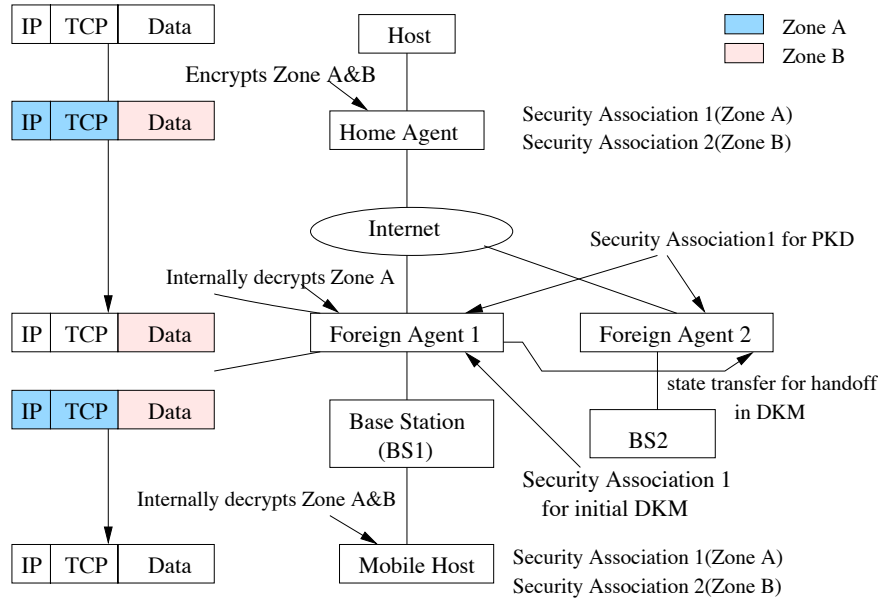 IP TCP Data
Host
Zone A
Zone B
Encrypts Zone A&B
IP TCP Data
Home Agent
Security Association 1(Zone A)
Security Association 2(Zone B)
Internet
Security Association1 for PKD
Internally decrypts Zone A
IP TCP Data
Foreign Agent 1
Foreign Agent 2
state transfer for handoff
in DKM
IP TCP Data
Base Station
(BS1)
BS2
Security Association 1
for initial DKM
Internally decrypts Zone A&B
IP TCP Data
Mobile Host
Security Association 1(Zone A)
Security Association 2(Zone B)